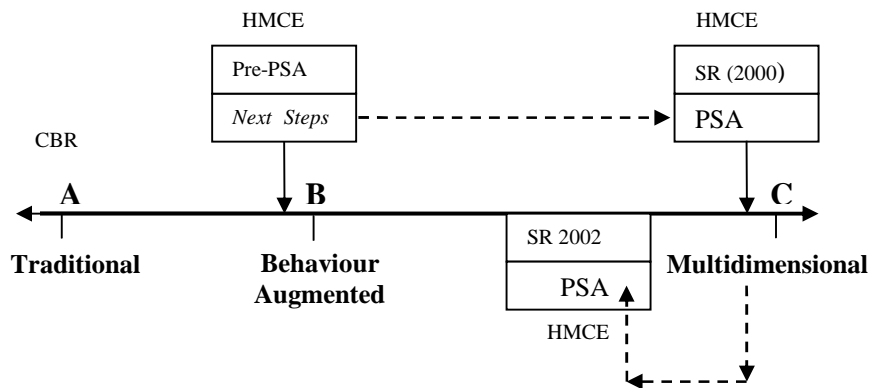 HMCE
HMCE
Pre-PSA
SR (2000)
Next Steps
PSA
CBR
A
B
C
SR 2002
Traditional
Behaviour
Augmented
Multidimensional
PSA
HMCE